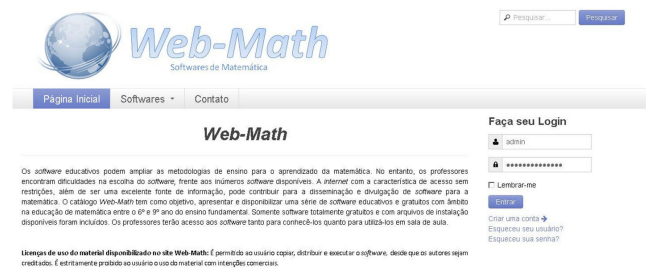 Pesquisar ...
Pesquisar
Web-Math
Softwares de Matemática
Página Inicial
Softwares
Contato
Web-Math
Os software educativos podem ampliar as metodologias de ensino para o aprendizado da matemática. No entanto, os professores
encontram dificuldades na escolha do software, frente aos inúmeros software disponíveis. A internet com a característica de acesso sem
restrições, além de ser uma excelente fonte de informação, pode contribuir para a disseminação e divulgação de software para a
matemática. O catálogo Web-Math tem como objetivo, apresentar e disponibilizar uma série de software educativos e gratuitos com âmbito
na educação de matemática entre o 6º e 9º ano do ensino fundamental. Somente software totalmente gratuitos e com arquivos de instalação
disponíveis foram incluídos. Os professores terão acesso aos software tanto para conhecê-los quanto para utilizá-los em sala de aula.
Licenças de uso do material disponibilizado no site Web-Math: É permitido ao usuário copiar, distribuir e executar o software, desde que os autores sejam
creditados. É estritamente proibido ao usuário o uso do material com intenções comerciais.
Faça seu Login
admin
Lembrar-me
Entrar
Criar uma conta
Esqueceu seu usuário?
Esqueceu sua senha?